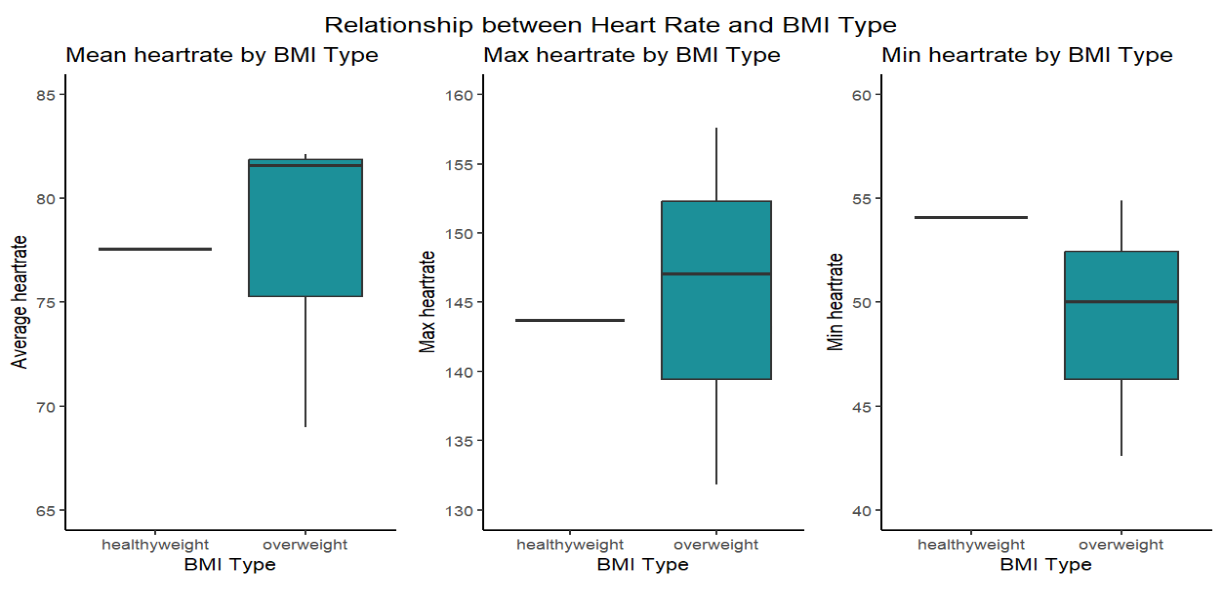 Relationship between Heart Rate and BMI Type
Mean heartrate by BMI Type
Average heartrate
85
80
75
70
65
healthyweight
overweight
BMI Type
Max heartrate by BMI Type
Max heartrate
160
155
150
145
140
135
130
healthyweight
overweight
BMI Type
Min heartrate by BMI Type
Min heartrate
60
55
50
45
40
healthyweight
overweight
BMI Type